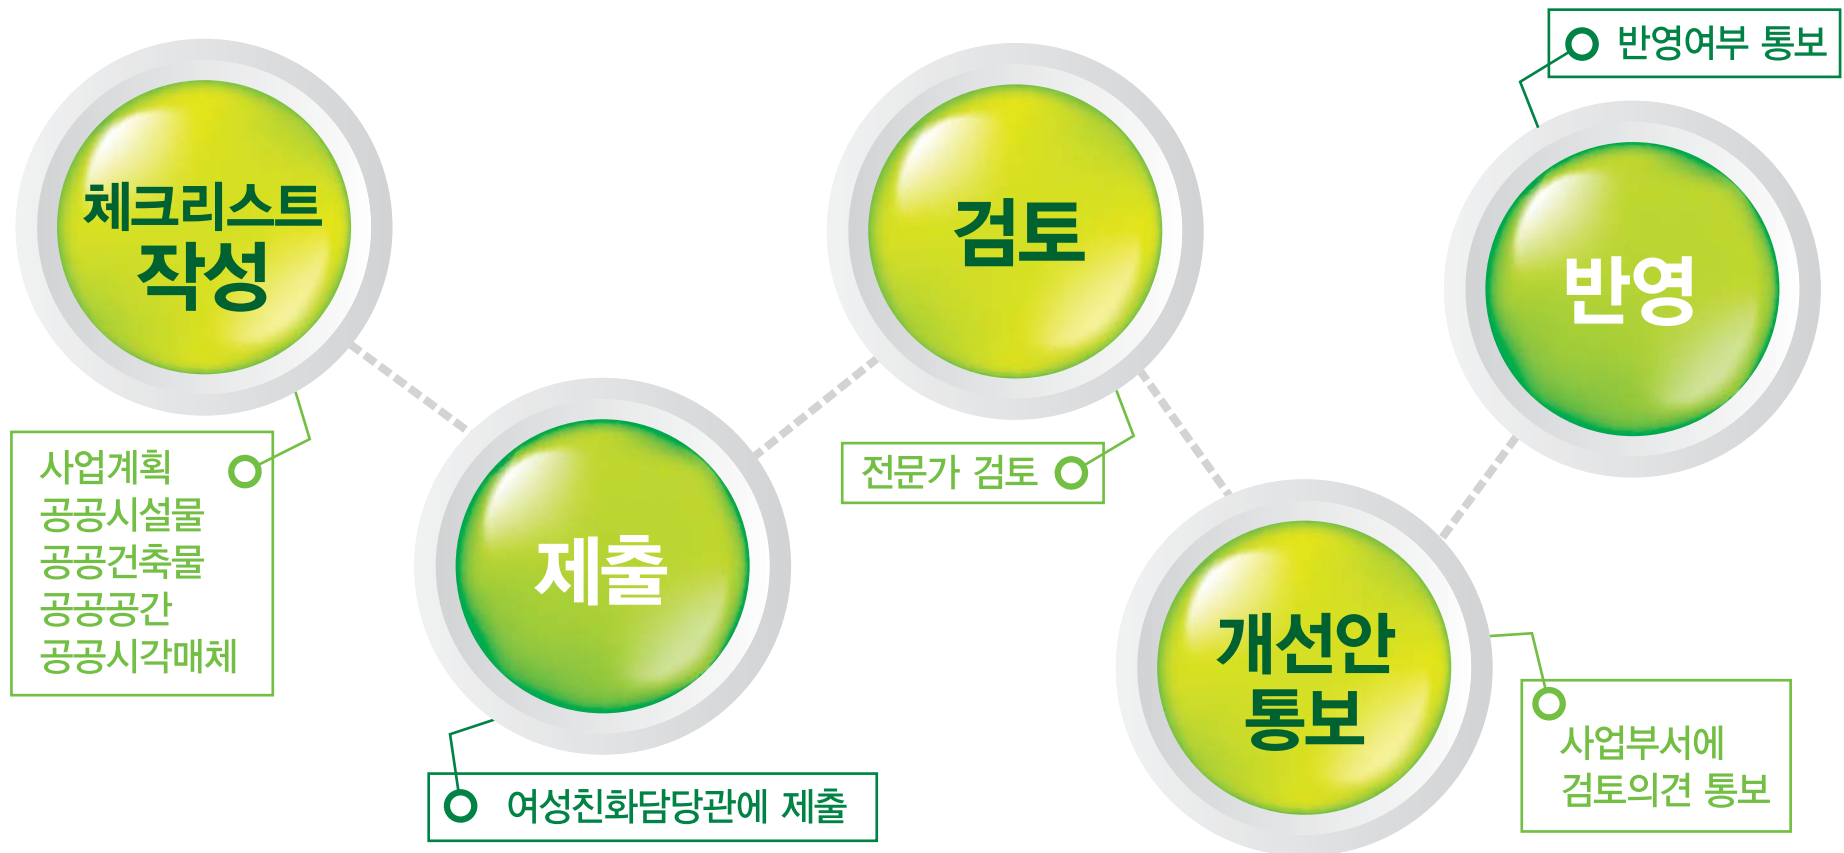 체크리스트
작성
사업계획
공공시설물
공공건축물
공공공간
공공시각매체
제출
여성친화담당관에 제출
검토
전문가 검토
개선안
통보
사업부서에
검토의견 통보
반영
반영여부 통보